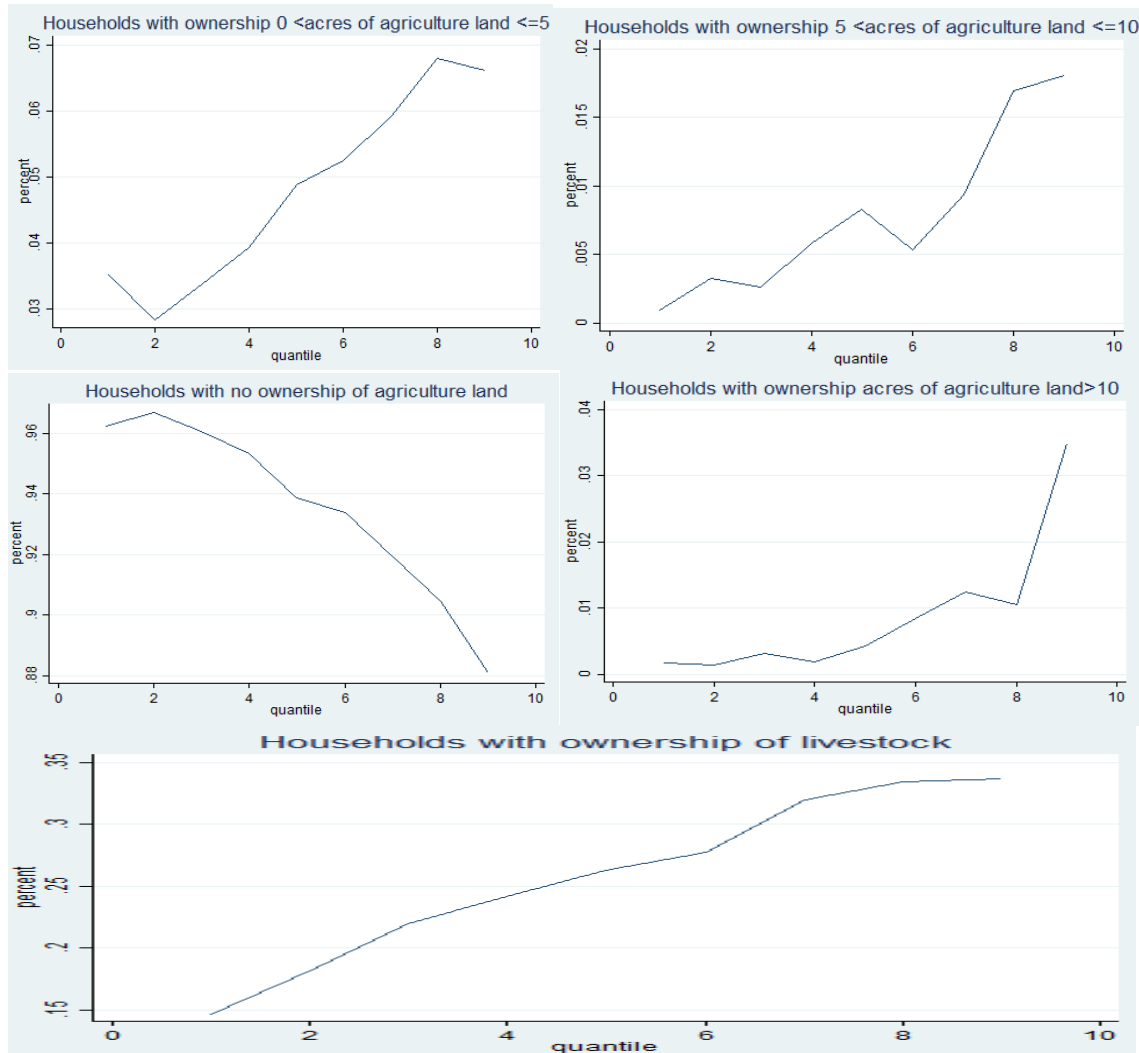 Households with ownership 0 <acres of agriculture land <=5
.07
.06
.05
.04
.03
percent
0 2 4 6 8 10
quantile
Households with ownership 5 <acres of agriculture land <=10
.02
.015
.01
.005
0
percent
0 2 4 6 8 10
quantile
Households with no ownership of agriculture land
.96
.94
.92
.9
.88
percent
0 2 4 6 8 10
quantile
Households with ownership acres of agriculture land>10
.04
.03
.02
.01
0
percent
0 2 4 6 8 10
quantile
Households with ownership of livestock
.35
.3
.25
.2
.15
percent
0 2 4 6 8 10
quantile